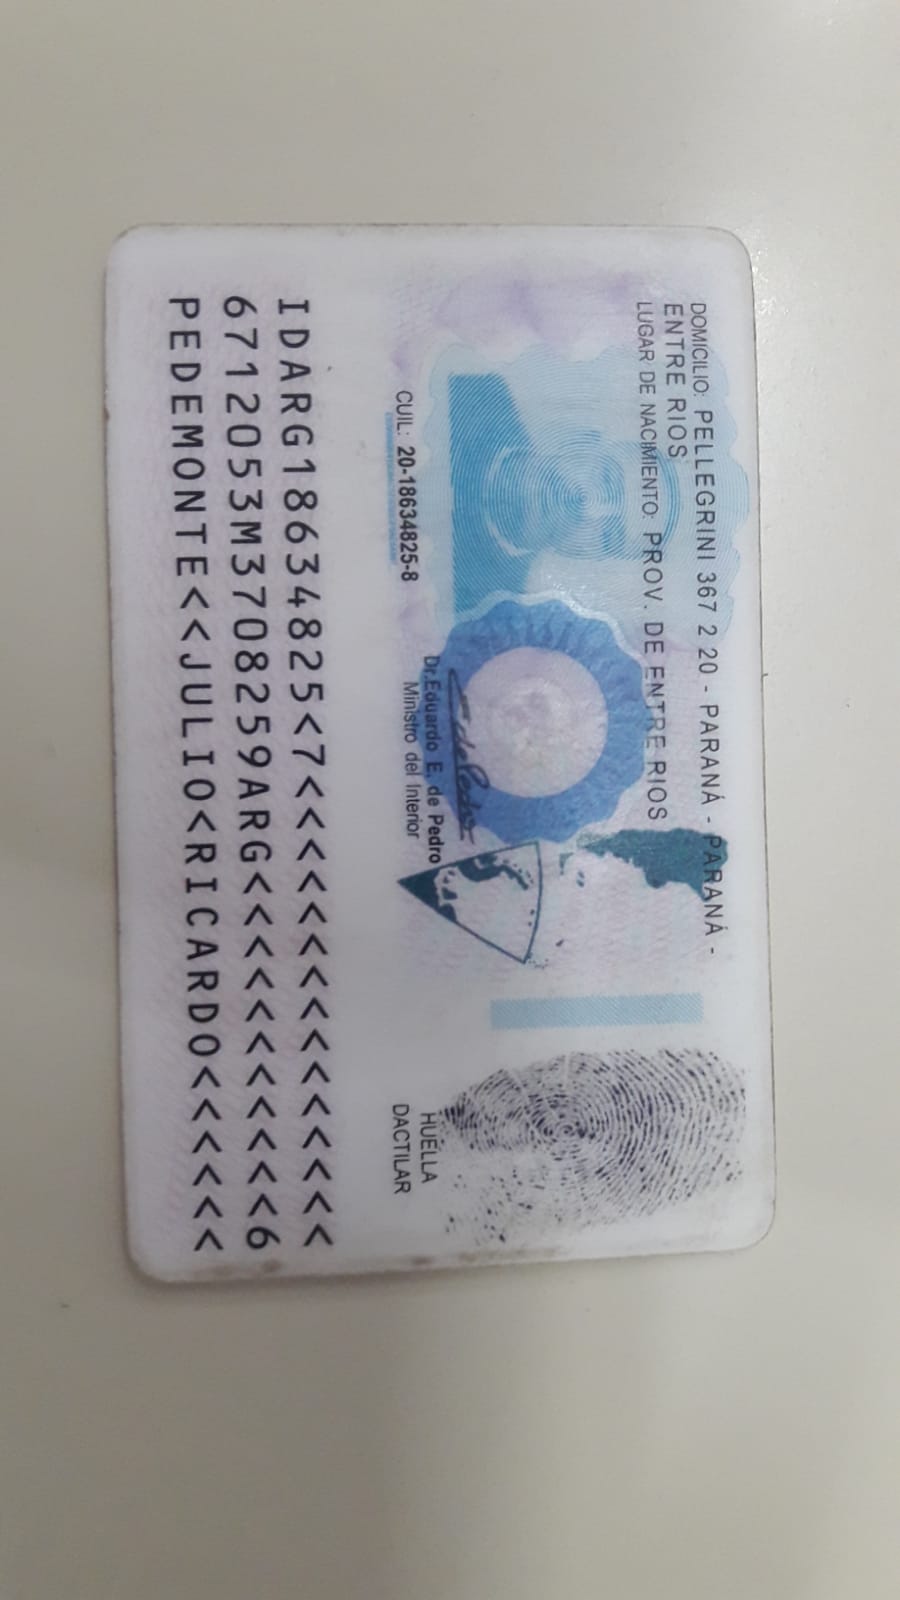 DOMICILIO: PELLEGRINI 367 2 20 - PARANÁ - PARANÁ -
ENTRE RIOS
LUGAR DE NACIMIENTO: PROV. DE ENTRE RIOS
CUIL: 20-18634825-8
Dr. Eduardo E. de Pedro
Ministro del Interior
HUELLA
DACTILAR
IDARG18634825<7<<<<<<<<<<<<<<<
6712053M3708259ARG<<<<<<<<<<<6
PEDEMONTE<<JULIO<RICARDO<<<<<<